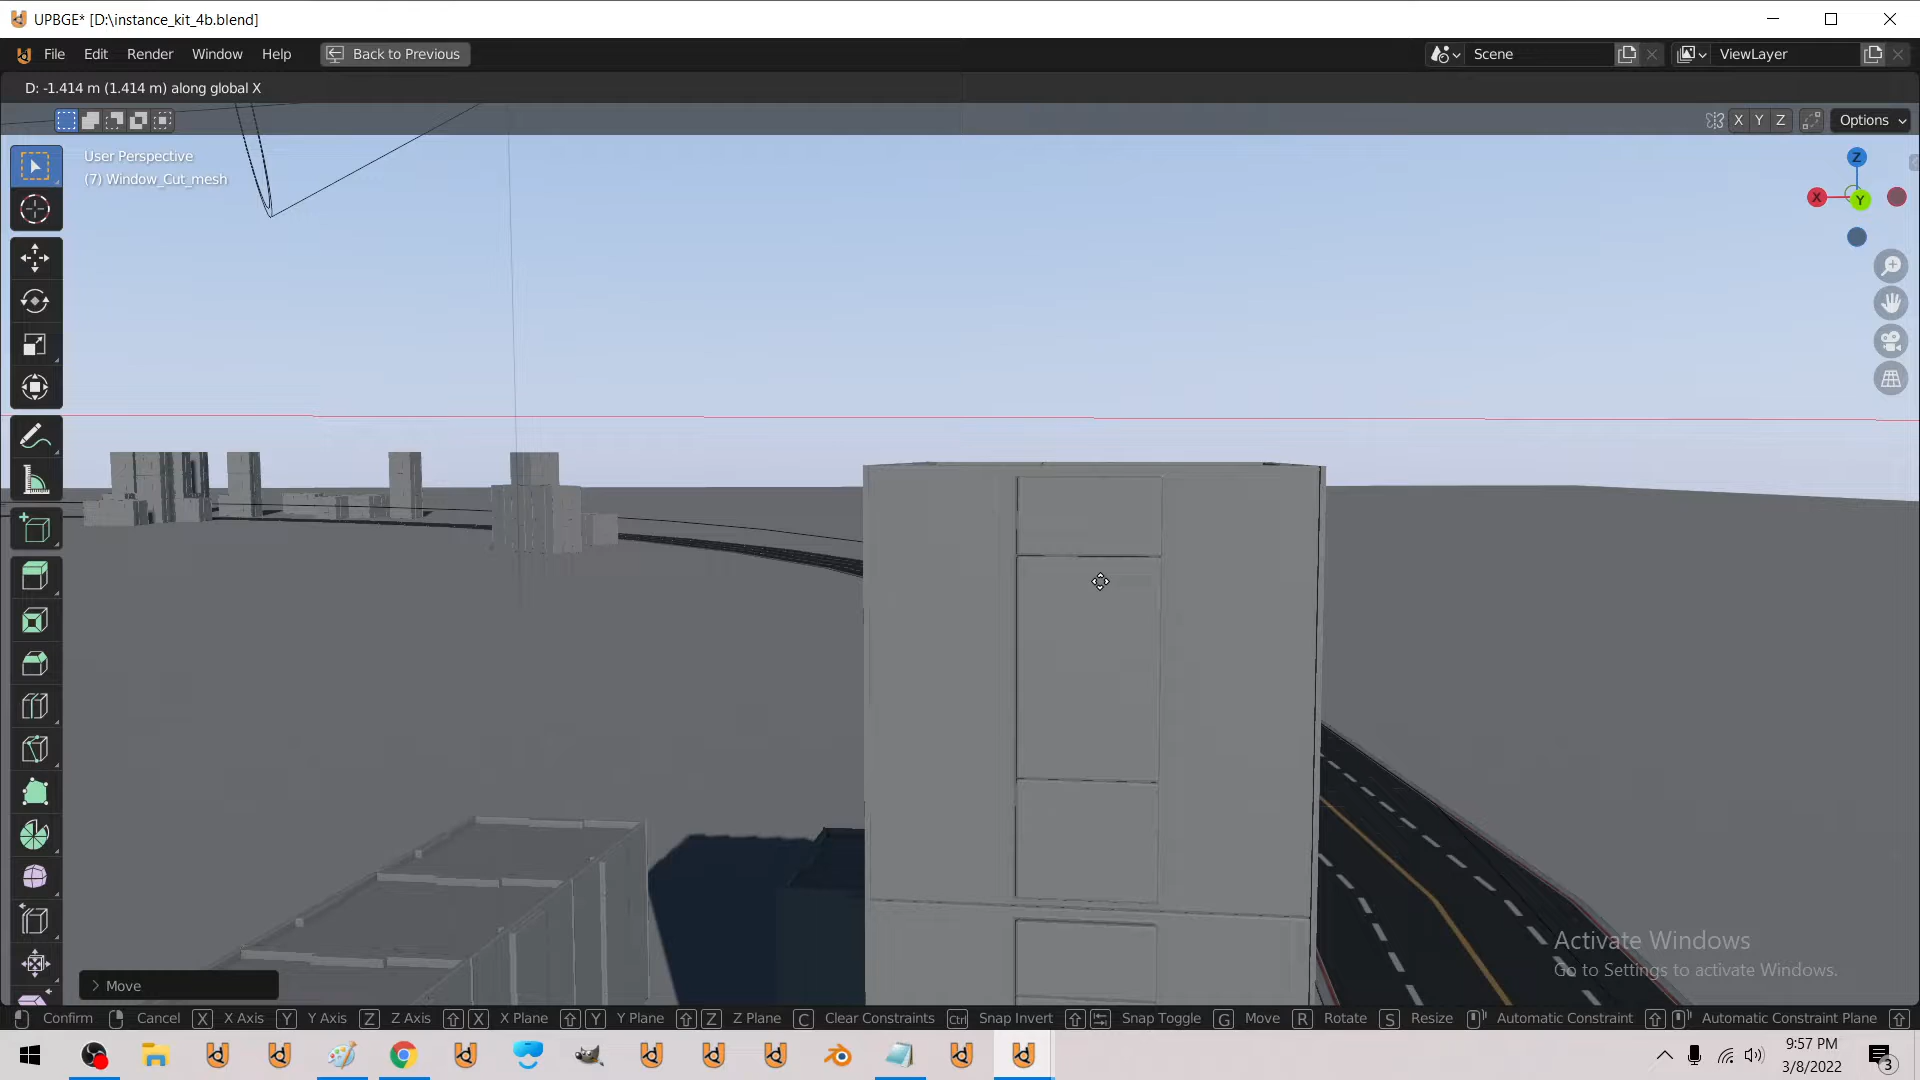 UPBGE* [D:\instance_kit_4b.blend]
File Edit Render Window Help Back to Previous Scene ViewLayer
D: -1.414 m (1.414 m) along global X
X Y Z Options
User Perspective
(7) Window_Cut_mesh
Z
X Y
Activate Windows
Go to Settings to activate Windows.
Move
Confirm Cancel X X Axis Y Y Axis Z Z Axis X X Plane Y Y Plane Z Z Plane C Clear Constraints Ctrl Snap Invert Snap Toggle G Move R Rotate S Resize Automatic Constraint Automatic Constraint Plane
9:57 PM
3/8/2022
3